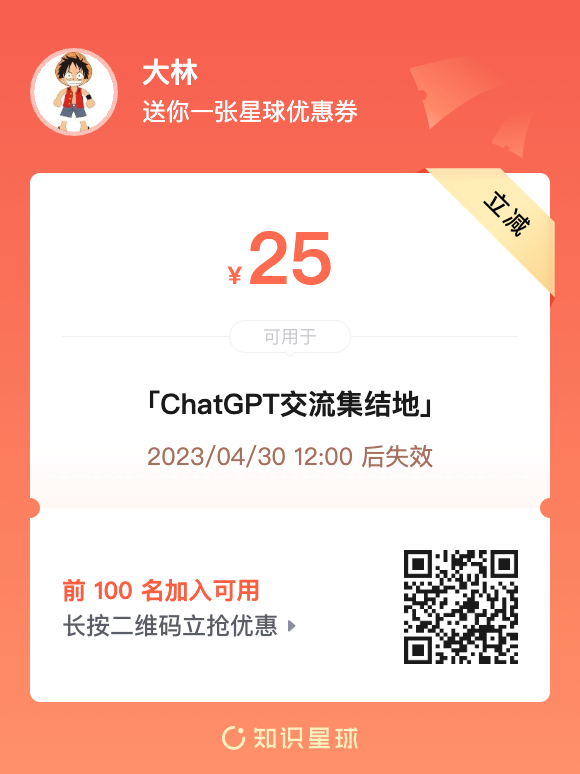 大林
送你一张星球优惠券
立减
¥25
可用于
「ChatGPT交流集结地」
2023/04/30 12:00 后失效
前 100 名加入可用
长按二维码立抢优惠
知识星球